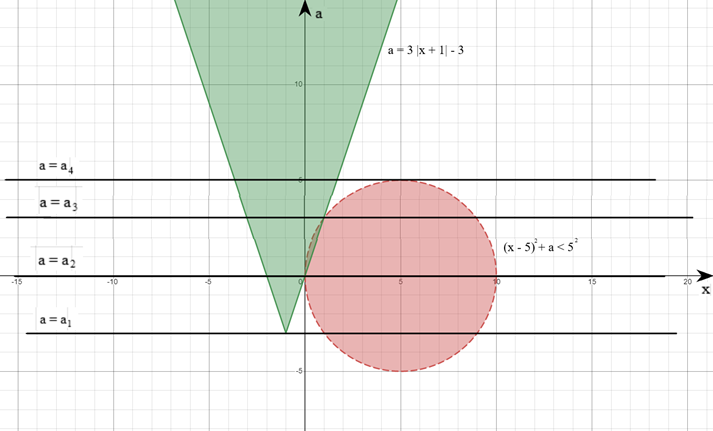 a
a = 3 |x + 1| - 3
10
a = a₄
5
a = a₃
(x - 5)² + a < 5²
a = a₂
-15 -10 -5 0 5 10 15 20
x
a = a₁
-5